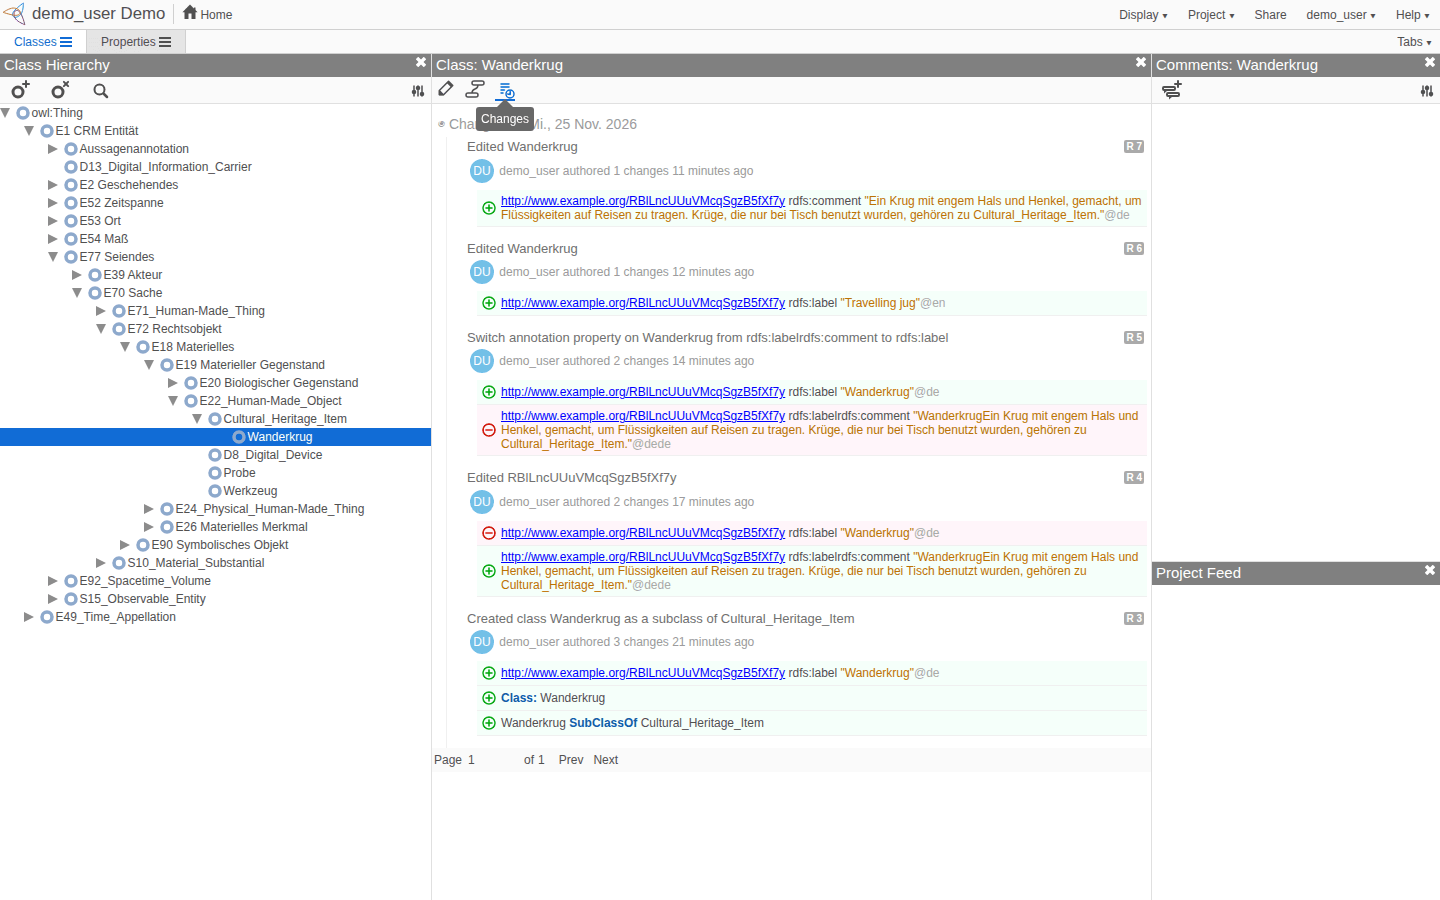 demo_user Demo Home Display ▾ Project ▾ Share demo_user ▾ Help ▾
Classes Properties Tabs ▾
Class Hierarchy
owl:Thing
E1 CRM Entität
Aussagenannotation
D13_Digital_Information_Carrier
E2 Geschehendes
E52 Zeitspanne
E53 Ort
E54 Maß
E77 Seiendes
E39 Akteur
E70 Sache
E71_Human-Made_Thing
E72 Rechtsobjekt
E18 Materielles
E19 Materieller Gegenstand
E20 Biologischer Gegenstand
E22_Human-Made_Object
Cultural_Heritage_Item
Wanderkrug
D8_Digital_Device
Probe
Werkzeug
E24_Physical_Human-Made_Thing
E26 Materielles Merkmal
E90 Symbolisches Objekt
S10_Material_Substantial
E92_Spacetime_Volume
S15_Observable_Entity
E49_Time_Appellation
Class: Wanderkrug
Changes
Mi., 25 Nov. 2026
Edited Wanderkrug R 7
DU demo_user authored 1 changes 11 minutes ago
http://www.example.org/RBlLncUUuVMcqSgzB5fXf7y rdfs:comment "Ein Krug mit engem Hals und Henkel, gemacht, um
Flüssigkeiten auf Reisen zu tragen. Krüge, die nur bei Tisch benutzt wurden, gehören zu Cultural_Heritage_Item."@de
Edited Wanderkrug R 6
DU demo_user authored 1 changes 12 minutes ago
http://www.example.org/RBlLncUUuVMcqSgzB5fXf7y rdfs:label "Travelling jug"@en
Switch annotation property on Wanderkrug from rdfs:labelrdfs:comment to rdfs:label R 5
DU demo_user authored 2 changes 14 minutes ago
http://www.example.org/RBlLncUUuVMcqSgzB5fXf7y rdfs:label "Wanderkrug"@de
http://www.example.org/RBlLncUUuVMcqSgzB5fXf7y rdfs:labelrdfs:comment "WanderkrugEin Krug mit engem Hals und
Henkel, gemacht, um Flüssigkeiten auf Reisen zu tragen. Krüge, die nur bei Tisch benutzt wurden, gehören zu
Cultural_Heritage_Item."@dede
Edited RBlLncUUuVMcqSgzB5fXf7y R 4
DU demo_user authored 2 changes 17 minutes ago
http://www.example.org/RBlLncUUuVMcqSgzB5fXf7y rdfs:label "Wanderkrug"@de
http://www.example.org/RBlLncUUuVMcqSgzB5fXf7y rdfs:labelrdfs:comment "WanderkrugEin Krug mit engem Hals und
Henkel, gemacht, um Flüssigkeiten auf Reisen zu tragen. Krüge, die nur bei Tisch benutzt wurden, gehören zu
Cultural_Heritage_Item."@dede
Created class Wanderkrug as a subclass of Cultural_Heritage_Item R 3
DU demo_user authored 3 changes 21 minutes ago
http://www.example.org/RBlLncUUuVMcqSgzB5fXf7y rdfs:label "Wanderkrug"@de
Class: Wanderkrug
Wanderkrug SubClassOf Cultural_Heritage_Item
Page 1 of 1 Prev Next
Comments: Wanderkrug
Project Feed